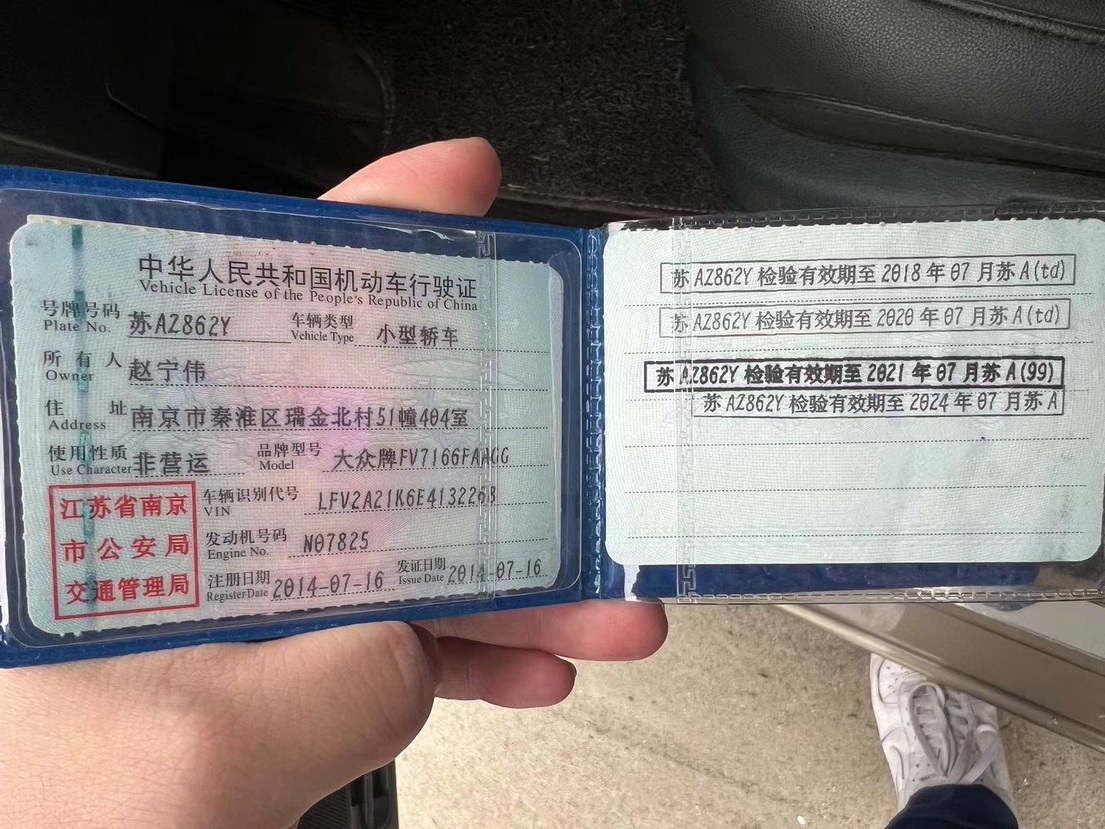 中华人民共和国机动车行驶证
Vehicle License of the People's Republic of China
号牌号码 Plate No. 苏AZ862Y 车辆类型 Vehicle Type 小型轿车
所有人 Owner 赵宁伟
住址 Address 南京市秦淮区瑞金北村51幢404室
使用性质 Use Character 非营运 品牌型号 Model 大众牌FV7166FAAGG
车辆识别代号 VIN LFV2A21K6E4132268
发动机号码 Engine No. N07825
注册日期 Register Date 2014-07-16 发证日期 Issue Date 2014-07-16
江苏省南京
市公安局
交通管理局
苏AZ862Y检验有效期至2018年07月苏A(td)
苏AZ862Y检验有效期至2020年07月苏A(td)
苏AZ862Y检验有效期至2021年07月苏A(99)
苏AZ862Y检验有效期至2024年07月苏A